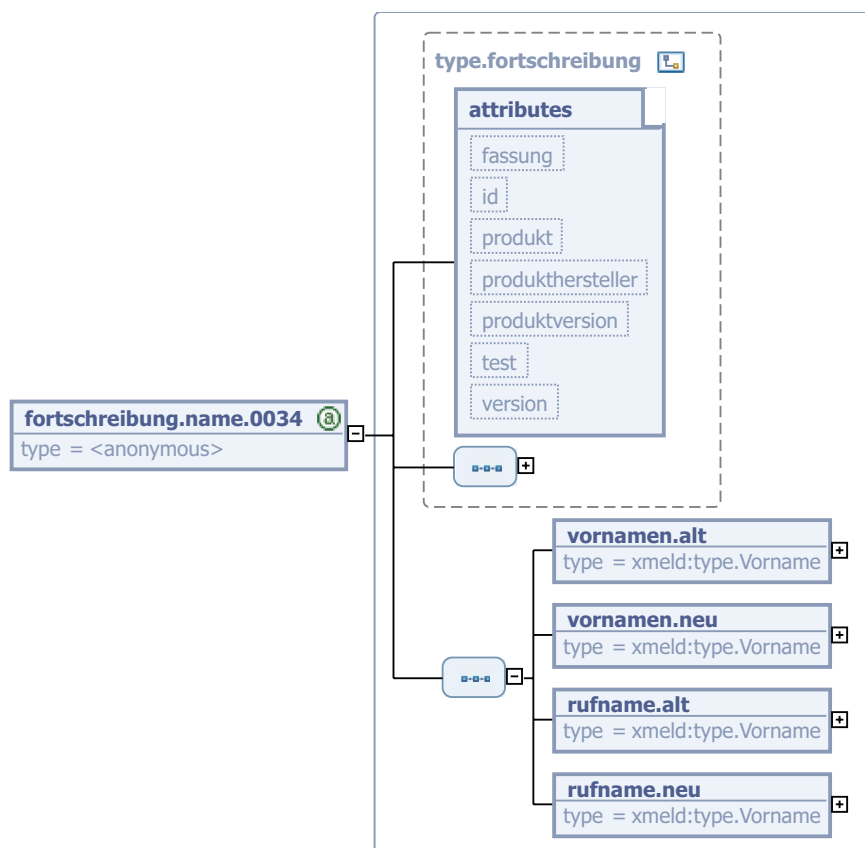 type.fortschreibung
attributes
fassung
id
produkt
produkthersteller
produktversion
test
version
fortschreibung.name.0034 @
type = <anonymous>
vornamen.alt
type = xmeld:type.Vorname
vornamen.neu
type = xmeld:type.Vorname
rufname.alt
type = xmeld:type.Vorname
rufname.neu
type = xmeld:type.Vorname